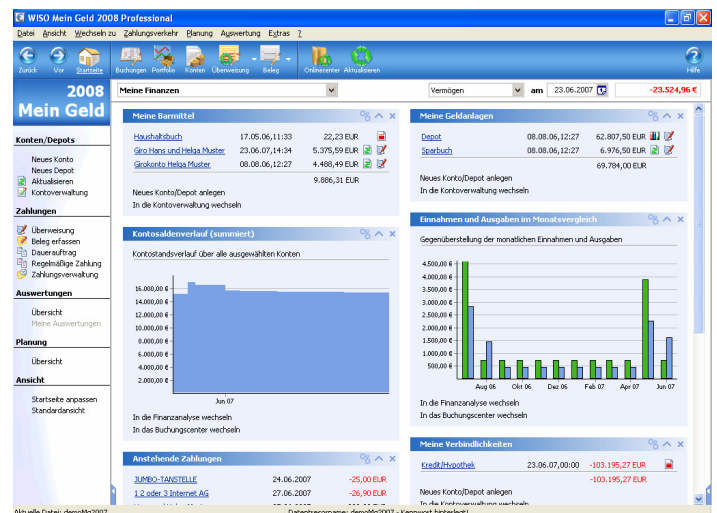 WISO Mein Geld 2008 Professional
Datei Ansicht Wechseln zu Zahlungsverkehr Planung Auswertung Extras ?
Zurück Vor Startseite Buchungen Portfolio Konten Überweisung Beleg Onlinecenter Aktualisieren Hilfe
2008
Mein Geld
Meine Finanzen Vermögen am 23.06.2007 -23.524,96 €
Konten/Depots
Neues Konto
Neues Depot
Aktualisieren
Kontoverwaltung
Zahlungen
Überweisung
Beleg erfassen
Dauerauftrag
Regelmäßige Zahlung
Zahlungsverwaltung
Auswertungen
Übersicht
Meine Auswertungen
Planung
Übersicht
Ansicht
Startseite anpassen
Standardansicht
Meine Barmittel
Haushaltsbuch 17.05.06,11:33 22,23 EUR
Giro Hans und Helga Muster 23.06.07,14:34 5.375,59 EUR
Girokonto Helga Muster 08.08.06,12:27 4.488,49 EUR
9.886,31 EUR
Neues Konto/Depot anlegen
In die Kontoverwaltung wechseln
Kontosaldenverlauf (summiert)
Kontostandsverlauf über alle ausgewählten Konten
16.000,00 €
14.000,00 €
12.000,00 €
10.000,00 €
8.000,00 €
6.000,00 €
4.000,00 €
2.000,00 €
Jun 07
In die Finanzanalyse wechseln
In das Buchungscenter wechseln
Anstehende Zahlungen
JUMBO-TANSTELLE 24.06.2007 -25,00 EUR
1 2 oder 3 Internet AG 27.06.2007 -26,90 EUR
Meine Geldanlagen
Depot 08.08.06,12:27 62.807,50 EUR
Sparbuch 08.08.06,12:27 6.976,50 EUR
69.784,00 EUR
Neues Konto/Depot anlegen
In die Kontoverwaltung wechseln
Einnahmen und Ausgaben im Monatsvergleich
Gegenüberstellung der monatlichen Einnahmen und Ausgaben
4.500,00 €
4.000,00 €
3.500,00 €
3.000,00 €
2.500,00 €
2.000,00 €
1.500,00 €
1.000,00 €
500,00 €
Aug 06 Okt 06 Dez 06 Feb 07 Apr 07 Jun 07
In die Finanzanalyse wechseln
In das Buchungscenter wechseln
Meine Verbindlichkeiten
Kredit/Hypothek 23.06.07,00:00 -103.195,27 EUR
-103.195,27 EUR
Neues Konto/Depot anlegen
In die Kontoverwaltung wechseln
Aktuelle Datei: demoMg2007 Datentresorname: demoMg2007 - Kennwort hinterlegt!